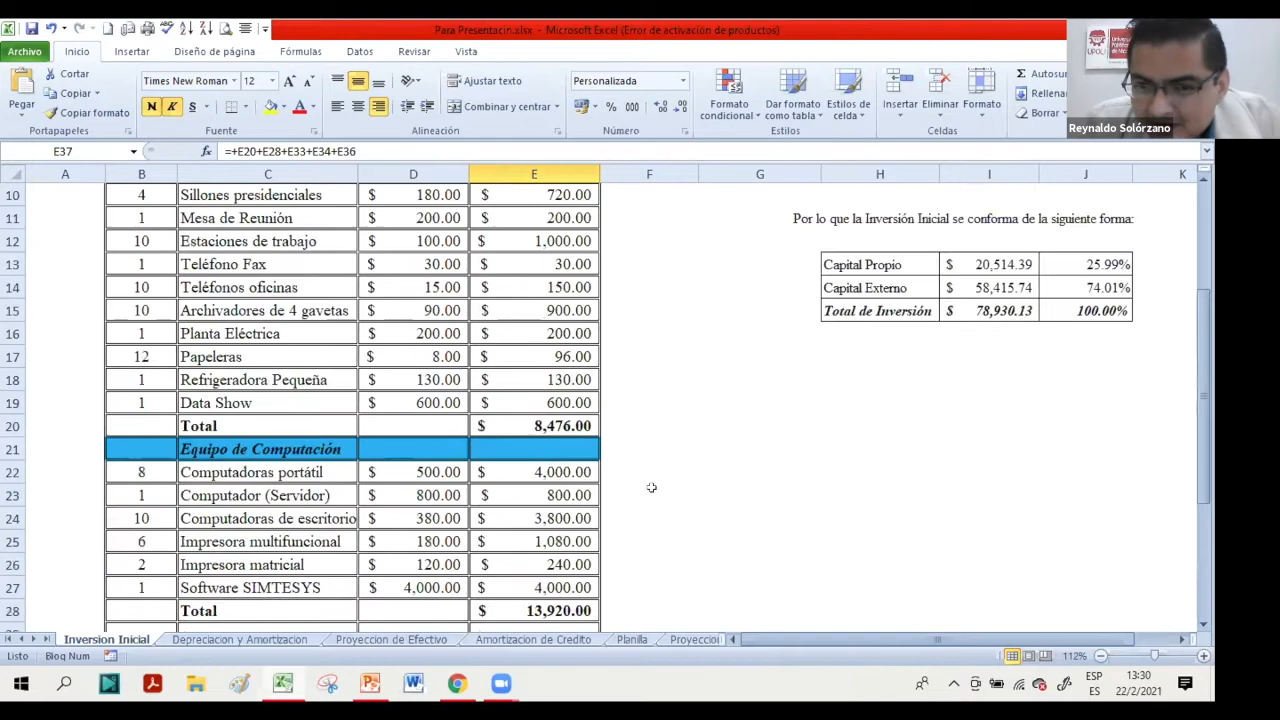 Para Presentacin.xlsx - Microsoft Excel (Error de activación de productos)
Archivo Inicio Insertar Diseño de página Fórmulas Datos Revisar Vista
Pegar
Cortar
Copiar
Copiar formato
Portapapeles
Times New Roman 12
N K S
Fuente
Ajustar texto
Combinar y centrar
Alineación
Personalizada
% 000
Número
Formato condicional
Dar formato como tabla
Estilos de celda
Estilos
Insertar Eliminar Formato
Celdas
Σ Autosu
Rellena
Borrar
UPOLI
Reynaldo Solórzano
E37 fx =+E20+E28+E33+E34+E36
A B C D E F G H I J K
10 4 Sillones presidenciales $ 180.00 $ 720.00
11 1 Mesa de Reunión $ 200.00 $ 200.00
12 10 Estaciones de trabajo $ 100.00 $ 1,000.00
13 1 Teléfono Fax $ 30.00 $ 30.00
14 10 Teléfonos oficinas $ 15.00 $ 150.00
15 10 Archivadores de 4 gavetas $ 90.00 $ 900.00
16 1 Planta Eléctrica $ 200.00 $ 200.00
17 12 Papeleras $ 8.00 $ 96.00
18 1 Refrigeradora Pequeña $ 130.00 $ 130.00
19 1 Data Show $ 600.00 $ 600.00
20 Total $ 8,476.00
21 Equipo de Computación
22 8 Computadoras portátil $ 500.00 $ 4,000.00
23 1 Computador (Servidor) $ 800.00 $ 800.00
24 10 Computadoras de escritorio $ 380.00 $ 3,800.00
25 6 Impresora multifuncional $ 180.00 $ 1,080.00
26 2 Impresora matricial $ 120.00 $ 240.00
27 1 Software SIMTESYS $ 4,000.00 $ 4,000.00
28 Total $ 13,920.00
Por lo que la Inversión Inicial se conforma de la siguiente forma:
Capital Propio $ 20,514.39 25.99%
Capital Externo $ 58,415.74 74.01%
Total de Inversión $ 78,930.13 100.00%
Inversion Inicial Depreciacion y Amortizacion Proyeccion de Efectivo Amortizacion de Credito Planilla Proyeccion
Listo Bloq Num 112%
ESP
ES
13:30
22/2/2021